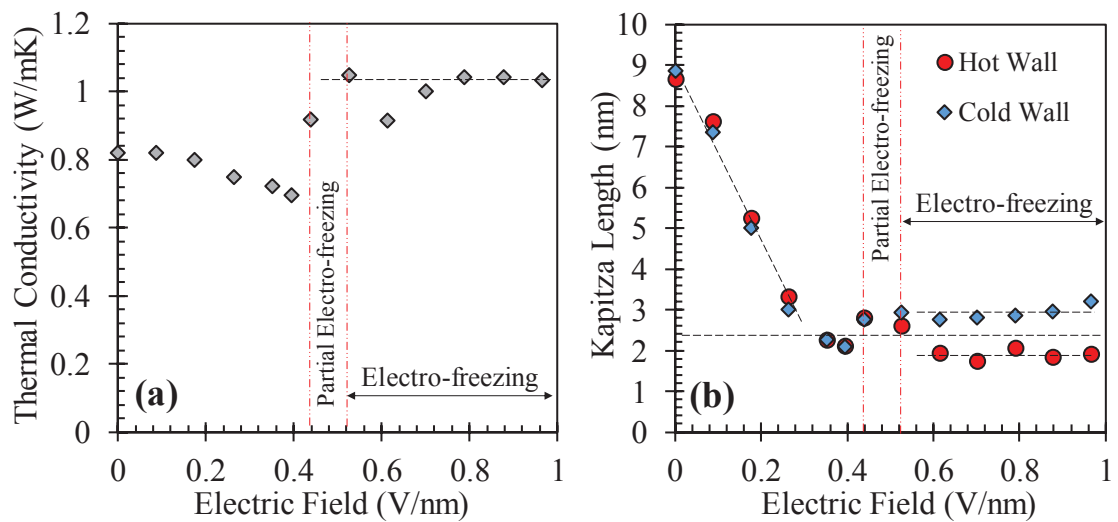 Thermal Conductivity (W/mK)
1.2
1
0.8
0.6
0.4
0.2
0
0 0.2 0.4 0.6 0.8 1
Electric Field (V/nm)
Partial Electro-freezing
Electro-freezing
(a)
Kapitza Length (nm)
10
9
8
7
6
5
4
3
2
1
0
0 0.2 0.4 0.6 0.8 1
Electric Field (V/nm)
Partial Electro-freezing
Hot Wall
Cold Wall
Electro-freezing
(b)